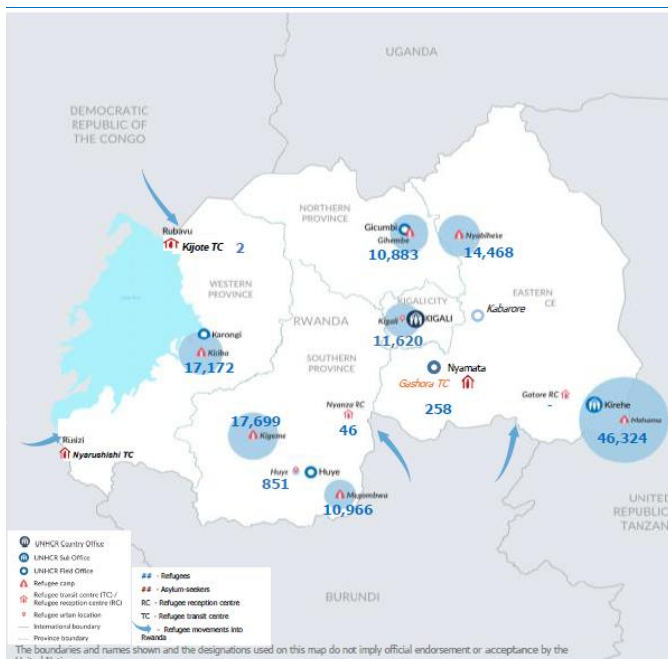 UGANDA
DEMOCRATIC
REPUBLIC OF
THE CONGO
NORTHERN
PROVINCE
Rubavu
Kijote TC
2
Gicumbi
Gihembe
10,883
Nyabiheke
14,468
WESTERN
PROVINCE
KIGALI CITY
EASTERN
CE
Kabarore
Kigali
KIGALI
11,620
RWANDA
Karongi
Kiziba
17,172
SOUTHERN
PROVINCE
Nyamata
Gashora TC
258
Nyanza RC
46
Gatore RC
-
Kirehe
Mahama
46,324
17,699
Kigeme
Rusizi
Nyarushishi TC
Huye
Huye
851
Mugombwa
10,966
UNITED
REPUBLIC
TANZAN
BURUNDI
UNHCR Country Office
UNHCR Sub Office
UNHCR Field Office
Refugee camp
Refugee transit centre (TC) /
Refugee reception centre (RC)
Refugee urban location
International boundary
Province boundary
## - Refugees
## - Asylum-seekers
RC - Refugee reception centre
TC - Refugee transit centre
- Refugee movements into
Rwanda
The boundaries and names shown and the designations used on this map do not imply official endorsement or acceptance by the